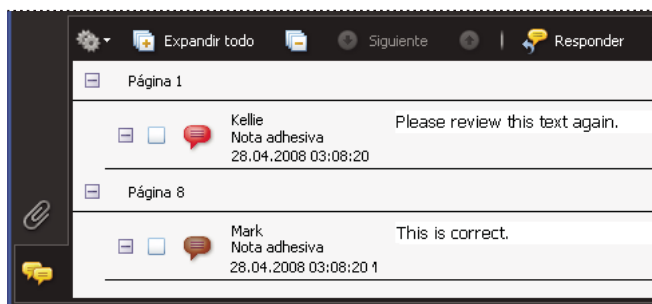 Expandir todo Siguiente Responder
Página 1
Kellie Please review this text again.
Nota adhesiva
28.04.2008 03:08:20
Página 8
Mark This is correct.
Nota adhesiva
28.04.2008 03:08:20 1